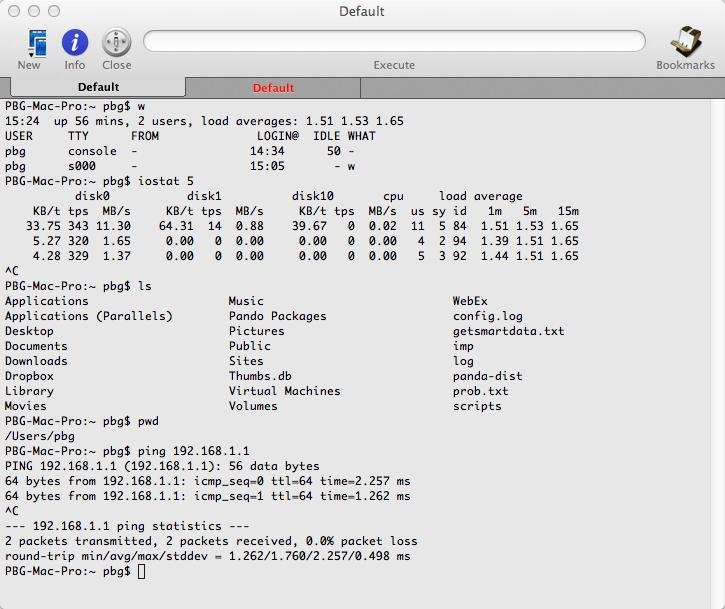 Default
New Info Close Execute Bookmarks
Default Default
PBG-Mac-Pro:~ pbg$ w
15:24  up 56 mins, 2 users, load averages: 1.51 1.53 1.65
USER     TTY      FROM              LOGIN@  IDLE WHAT
pbg      console  -                14:34      50 -
pbg      s000     -                15:05       - w
PBG-Mac-Pro:~ pbg$ iostat 5
          disk0           disk1          disk10       cpu     load average
    KB/t tps  MB/s     KB/t tps  MB/s     KB/t tps  MB/s  us sy id   1m   5m   15m
   33.75 343 11.30    64.31  14  0.88    39.67   0  0.02  11  5 84  1.51 1.53 1.65
    5.27 320  1.65     0.00   0  0.00     0.00   0  0.00   4  2 94  1.39 1.51 1.65
    4.28 329  1.37     0.00   0  0.00     0.00   0  0.00   5  3 92  1.44 1.51 1.65
^C
PBG-Mac-Pro:~ pbg$ ls
Applications                Music                       WebEx
Applications (Parallels)    Pando Packages              config.log
Desktop                     Pictures                    getsmartdata.txt
Documents                   Public                      imp
Downloads                   Sites                       log
Dropbox                     Thumbs.db                   panda-dist
Library                     Virtual Machines            prob.txt
Movies                      Volumes                     scripts
PBG-Mac-Pro:~ pbg$ pwd
/Users/pbg
PBG-Mac-Pro:~ pbg$ ping 192.168.1.1
PING 192.168.1.1 (192.168.1.1): 56 data bytes
64 bytes from 192.168.1.1: icmp_seq=0 ttl=64 time=2.257 ms
64 bytes from 192.168.1.1: icmp_seq=1 ttl=64 time=1.262 ms
^C
--- 192.168.1.1 ping statistics ---
2 packets transmitted, 2 packets received, 0.0% packet loss
round-trip min/avg/max/stddev = 1.262/1.760/2.257/0.498 ms
PBG-Mac-Pro:~ pbg$